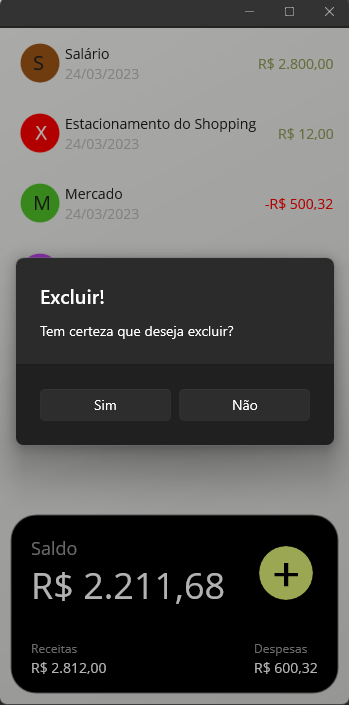 S
Salário
24/03/2023
R$ 2.800,00
X
Estacionamento do Shopping
24/03/2023
R$ 12,00
M
Mercado
24/03/2023
-R$ 500,32
Excluir!
Tem certeza que deseja excluir?
Sim
Não
Saldo
R$ 2.211,68
+
Receitas
R$ 2.812,00
Despesas
R$ 600,32